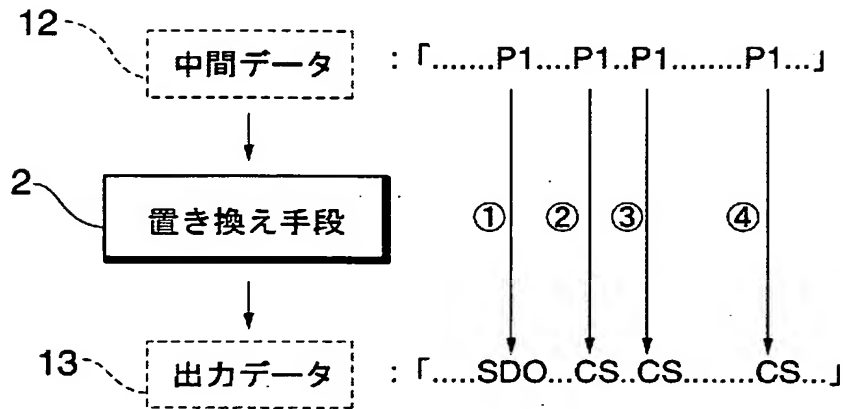 12 中間データ :「.......P1....P1..P1........P1...」
2 置き換え手段 ① ② ③ ④
13 出力データ :「.....SDO...CS..CS........CS...」